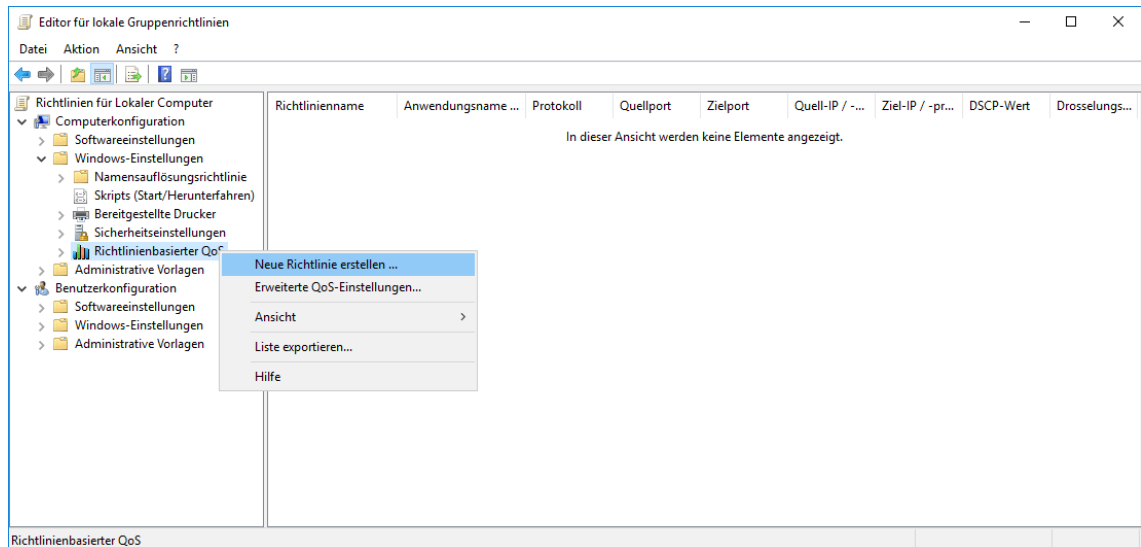 Editor für lokale Gruppenrichtlinien
Datei Aktion Ansicht ?
Richtlinien für Lokaler Computer
Computerkonfiguration
Softwareeinstellungen
Windows-Einstellungen
Namensauflösungsrichtlinie
Skripts (Start/Herunterfahren)
Bereitgestellte Drucker
Sicherheitseinstellungen
Richtlinienbasierter QoS
Administrative Vorlagen
Benutzerkonfiguration
Softwareeinstellungen
Windows-Einstellungen
Administrative Vorlagen
Richtlinienname Anwendungsname ... Protokoll Quellport Zielport Quell-IP / -... Ziel-IP / -pr... DSCP-Wert Drosselungs...
In dieser Ansicht werden keine Elemente angezeigt.
Neue Richtlinie erstellen ...
Erweiterte QoS-Einstellungen...
Ansicht
Liste exportieren...
Hilfe
Richtlinienbasierter QoS